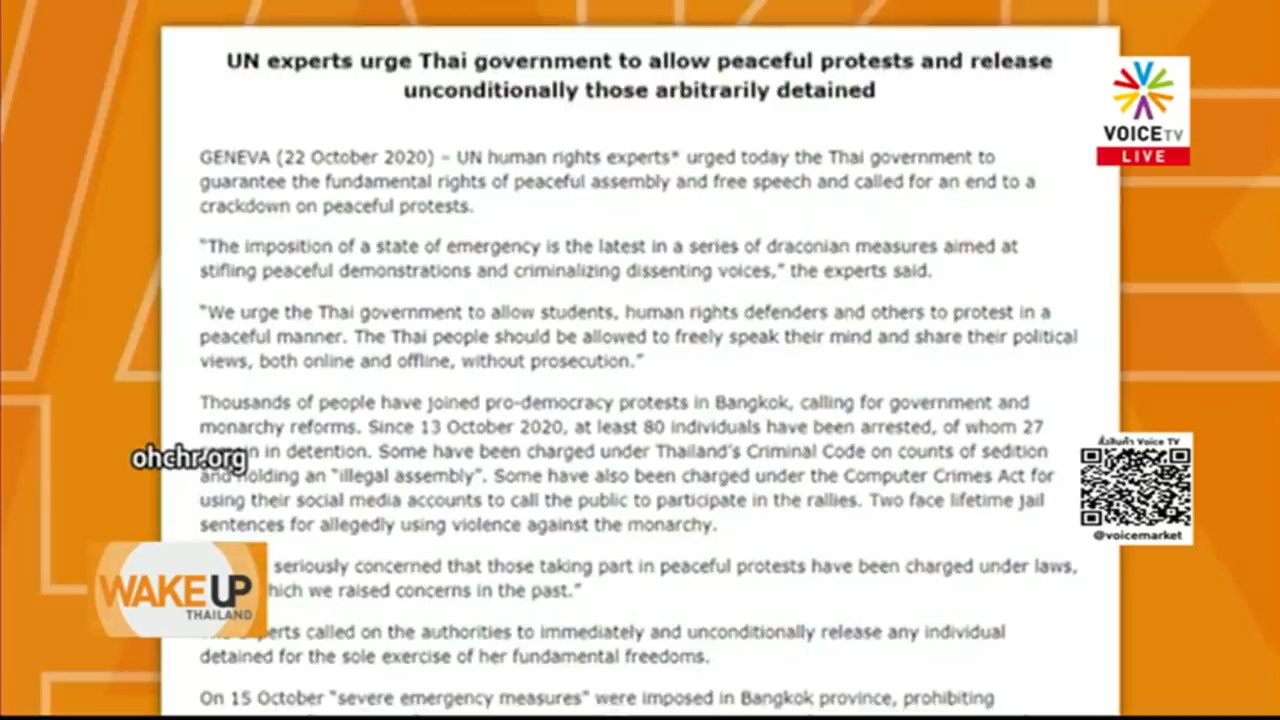 UN experts urge Thai government to allow peaceful protests and release
unconditionally those arbitrarily detained
VOICE TV
LIVE
GENEVA (22 October 2020) – UN human rights experts* urged today the Thai government to
guarantee the fundamental rights of peaceful assembly and free speech and called for an end to a
crackdown on peaceful protests.
“The imposition of a state of emergency is the latest in a series of draconian measures aimed at
stifling peaceful demonstrations and criminalizing dissenting voices,” the experts said.
“We urge the Thai government to allow students, human rights defenders and others to protest in a
peaceful manner. The Thai people should be allowed to freely speak their mind and share their political
views, both online and offline, without prosecution.”
Thousands of people have joined pro-democracy protests in Bangkok, calling for government and
monarchy reforms. Since 13 October 2020, at least 80 individuals have been arrested, of whom 27
in detention. Some have been charged under Thailand’s Criminal Code on counts of sedition
and holding an “illegal assembly”. Some have also been charged under the Computer Crimes Act for
using their social media accounts to call the public to participate in the rallies. Two face lifetime jail
sentences for allegedly using violence against the monarchy.
ohchr.org
สั่งสินค้า Voice TV
@voicemarket
seriously concerned that those taking part in peaceful protests have been charged under laws,
which we raised concerns in the past.”
WAKE UP
THAILAND
experts called on the authorities to immediately and unconditionally release any individual
detained for the sole exercise of her fundamental freedoms.
On 15 October “severe emergency measures” were imposed in Bangkok province, prohibiting